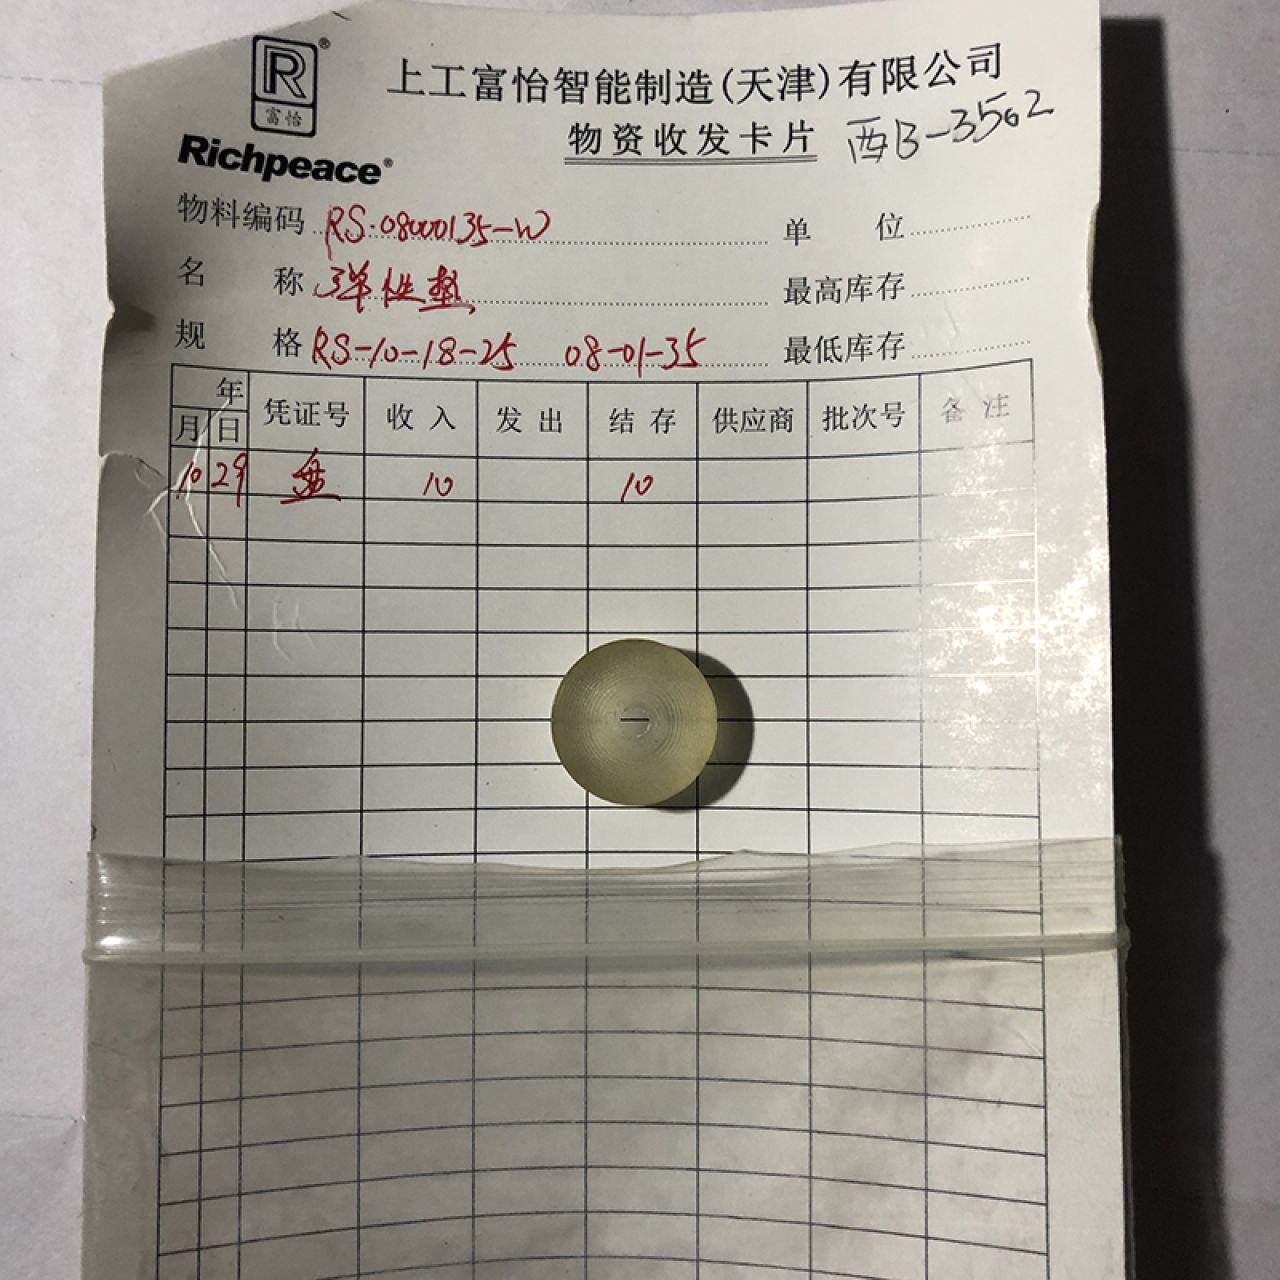 R®
富怡
Richpeace®
上工富怡智能制造(天津)有限公司
物资收发卡片 西B-3562
物料编码 RS.08000135-W 单位
名称 弹性垫 最高库存
规格 RS-10-18-25 08-01-35 最低库存
年
月 日 凭证号 收入 发出 结存 供应商 批次号 备注
10 29 盘 10 10